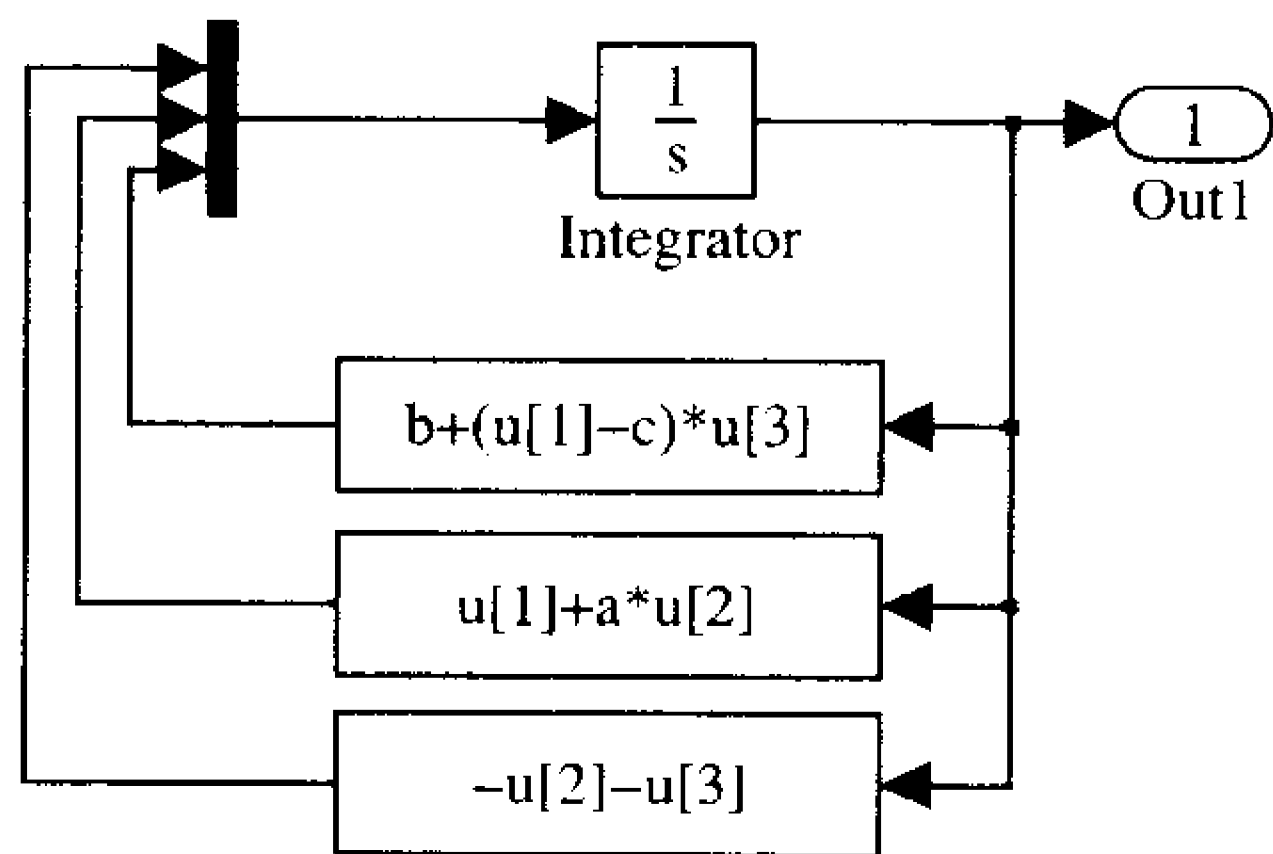 1
s
Integrator
1
Out1
b+(u[1]−c)*u[3]
u[1]+a*u[2]
−u[2]−u[3]